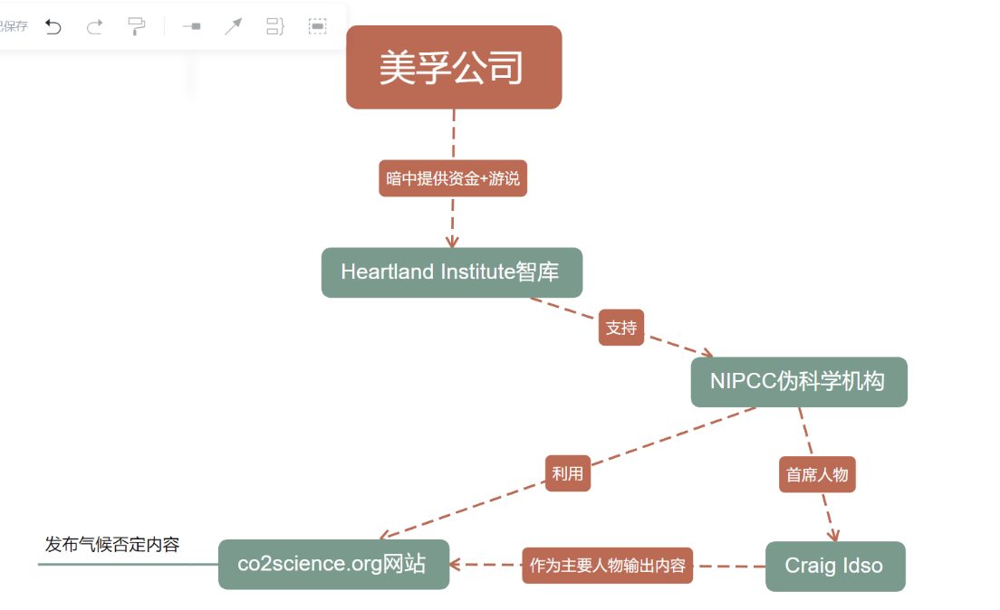 已保存
美孚公司
暗中提供资金+游说
Heartland Institute智库
支持
NIPCC伪科学机构
利用
首席人物
发布气候否定内容
co2science.org网站
作为主要人物输出内容
Craig Idso